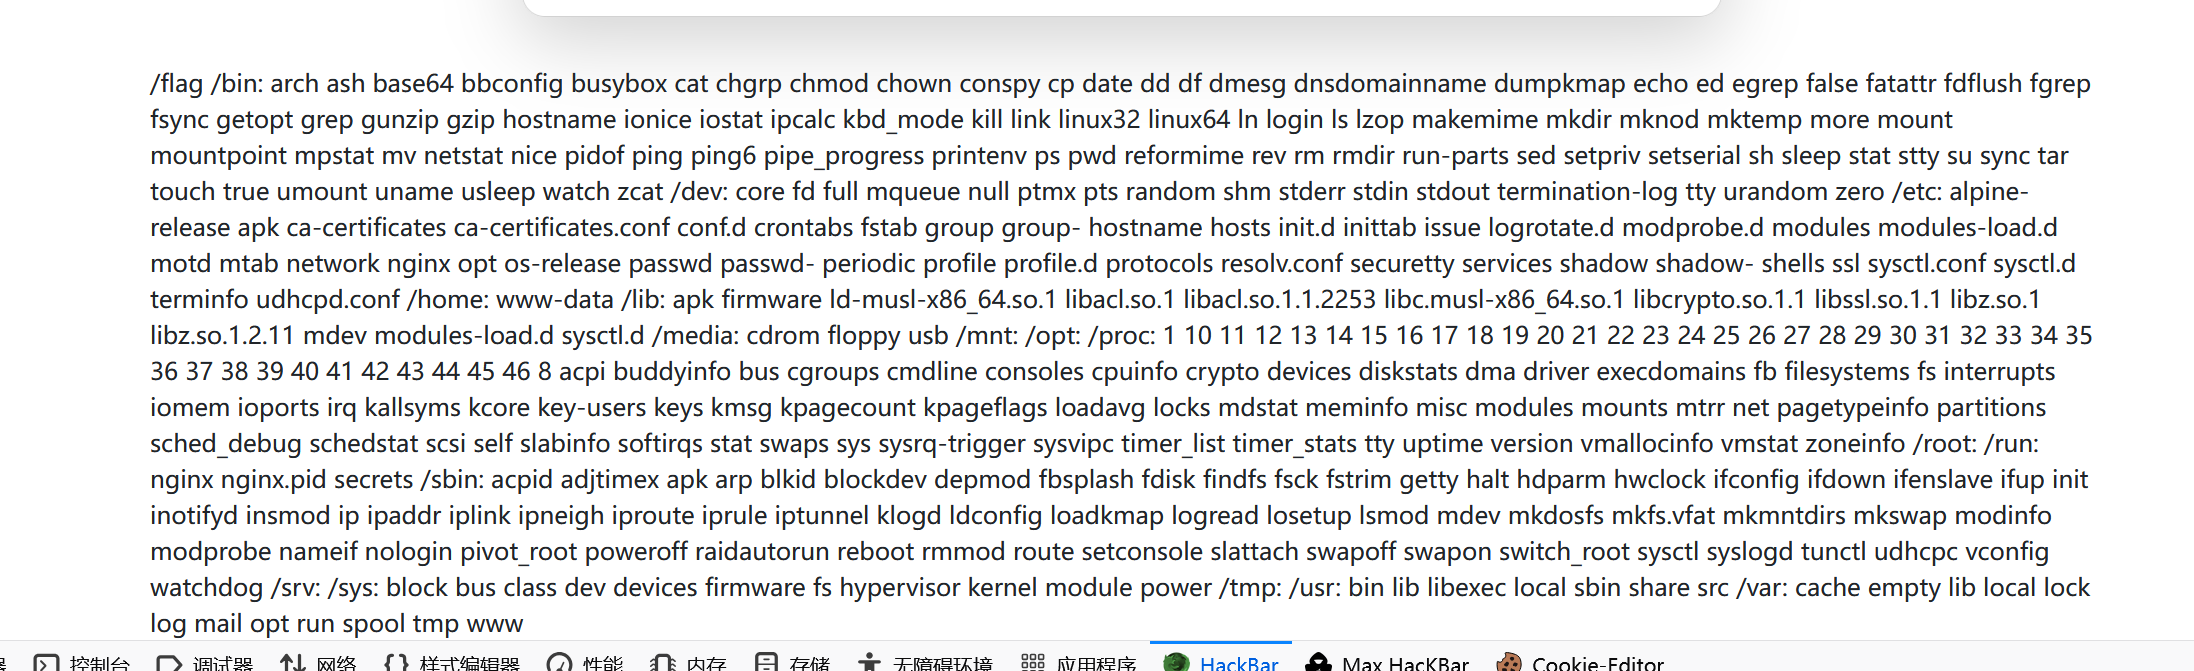 /flag /bin: arch ash base64 bbconfig busybox cat chgrp chmod chown conspy cp date dd df dmesg dnsdomainname dumpkmap echo ed egrep false fatattr fdflush fgrep
fsync getopt grep gunzip gzip hostname ionice iostat ipcalc kbd_mode kill link linux32 linux64 ln login ls lzop makemime mkdir mknod mktemp more mount
mountpoint mpstat mv netstat nice pidof ping ping6 pipe_progress printenv ps pwd reformime rev rm rmdir run-parts sed setpriv setserial sh sleep stat stty su sync tar
touch true umount uname usleep watch zcat /dev: core fd full mqueue null ptmx pts random shm stderr stdin stdout termination-log tty urandom zero /etc: alpine-
release apk ca-certificates ca-certificates.conf conf.d crontabs fstab group group- hostname hosts init.d inittab issue logrotate.d modprobe.d modules modules-load.d
motd mtab network nginx opt os-release passwd passwd- periodic profile profile.d protocols resolv.conf securetty services shadow shadow- shells ssl sysctl.conf sysctl.d
terminfo udhcpd.conf /home: www-data /lib: apk firmware ld-musl-x86_64.so.1 libacl.so.1 libacl.so.1.1.2253 libc.musl-x86_64.so.1 libcrypto.so.1.1 libssl.so.1.1 libz.so.1
libz.so.1.2.11 mdev modules-load.d sysctl.d /media: cdrom floppy usb /mnt: /opt: /proc: 1 10 11 12 13 14 15 16 17 18 19 20 21 22 23 24 25 26 27 28 29 30 31 32 33 34 35
36 37 38 39 40 41 42 43 44 45 46 8 acpi buddyinfo bus cgroups cmdline consoles cpuinfo crypto devices diskstats dma driver execdomains fb filesystems fs interrupts
iomem ioports irq kallsyms kcore key-users keys kmsg kpagecount kpageflags loadavg locks mdstat meminfo misc modules mounts mtrr net pagetypeinfo partitions
sched_debug schedstat scsi self slabinfo softirqs stat swaps sys sysrq-trigger sysvipc timer_list timer_stats tty uptime version vmallocinfo vmstat zoneinfo /root: /run:
nginx nginx.pid secrets /sbin: acpid adjtimex apk arp blkid blockdev depmod fbsplash fdisk findfs fsck fstrim getty halt hdparm hwclock ifconfig ifdown ifenslave ifup init
inotifyd insmod ip ipaddr iplink ipneigh iproute iprule iptunnel klogd ldconfig loadkmap logread losetup lsmod mdev mkdosfs mkfs.vfat mkmntdirs mkswap modinfo
modprobe nameif nologin pivot_root poweroff raidautorun reboot rmmod route setconsole slattach swapoff swapon switch_root sysctl syslogd tunctl udhcpc vconfig
watchdog /srv: /sys: block bus class dev devices firmware fs hypervisor kernel module power /tmp: /usr: bin lib libexec local sbin share src /var: cache empty lib local lock
log mail opt run spool tmp www
器 控制台 调试器 网络 样式编辑器 性能 内存 存储 无障碍环境 应用程序 HackBar Max HacKBar Cookie-Editor